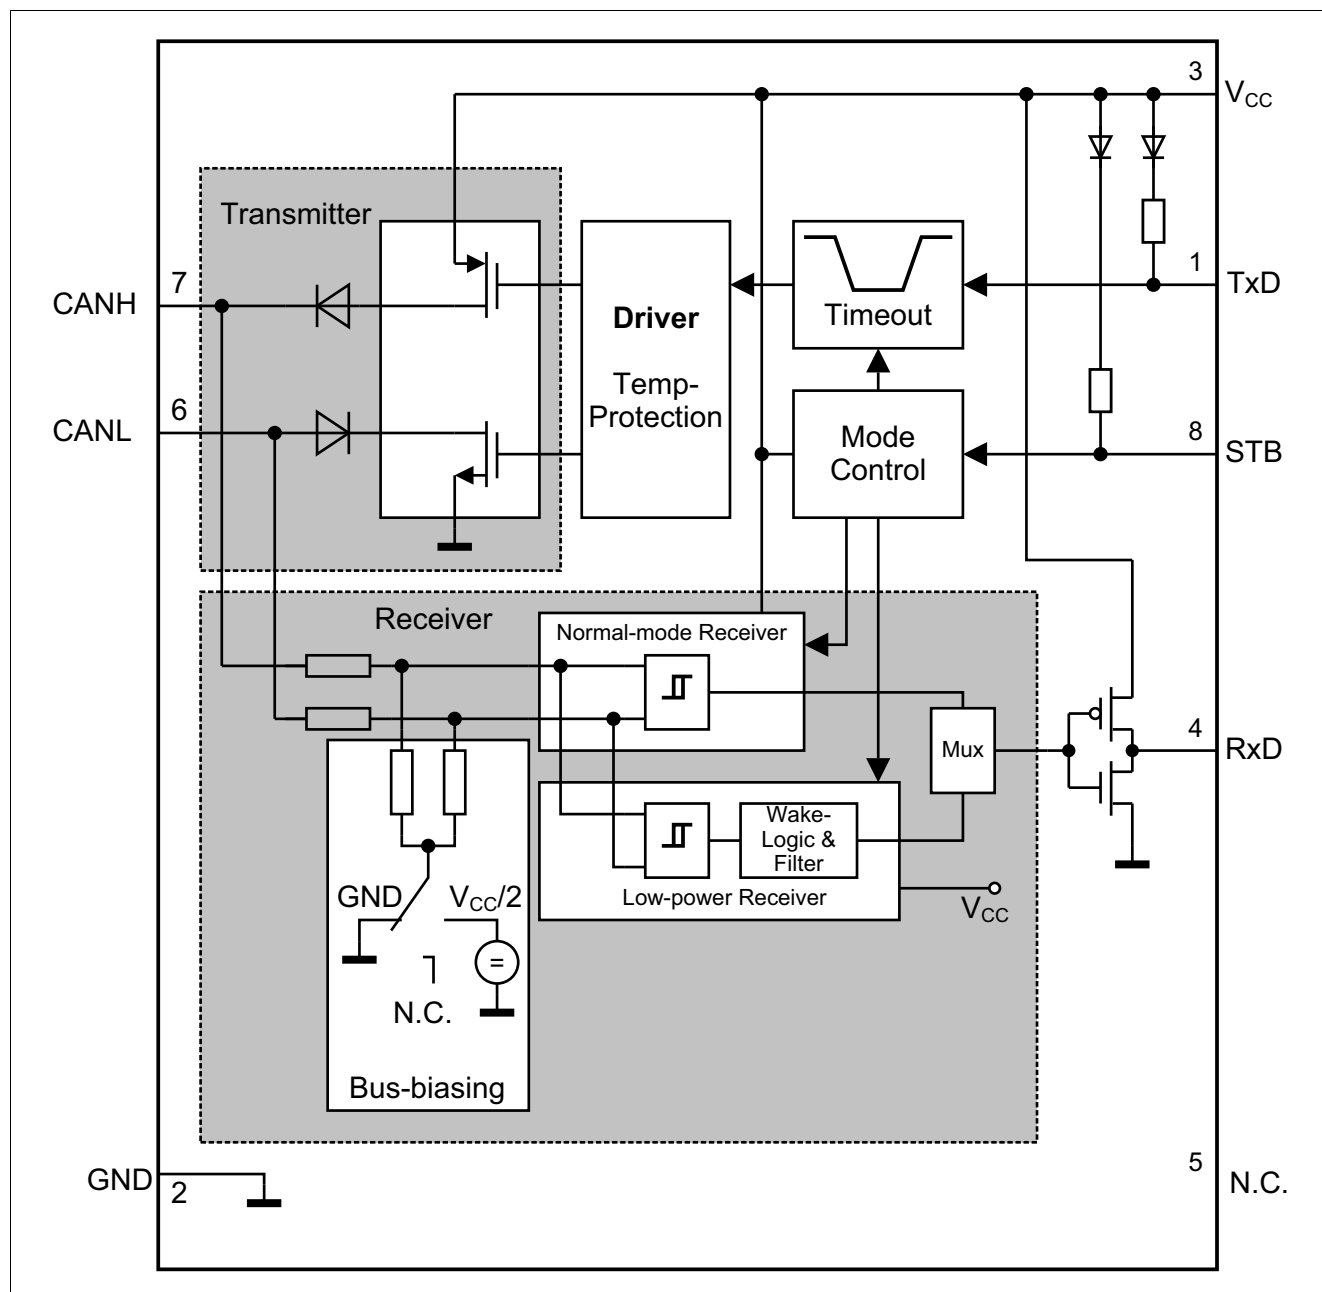 3
VCC
Transmitter
7
CANH
Driver
Temp-
Protection
Timeout
1
TxD
6
CANL
Mode
Control
8
STB
Receiver
Normal-mode Receiver
Mux
4
RxD
Wake-
Logic &
Filter
Low-power Receiver
VCC
GND
VCC/2
=
N.C.
Bus-biasing
GND
2
5
N.C.